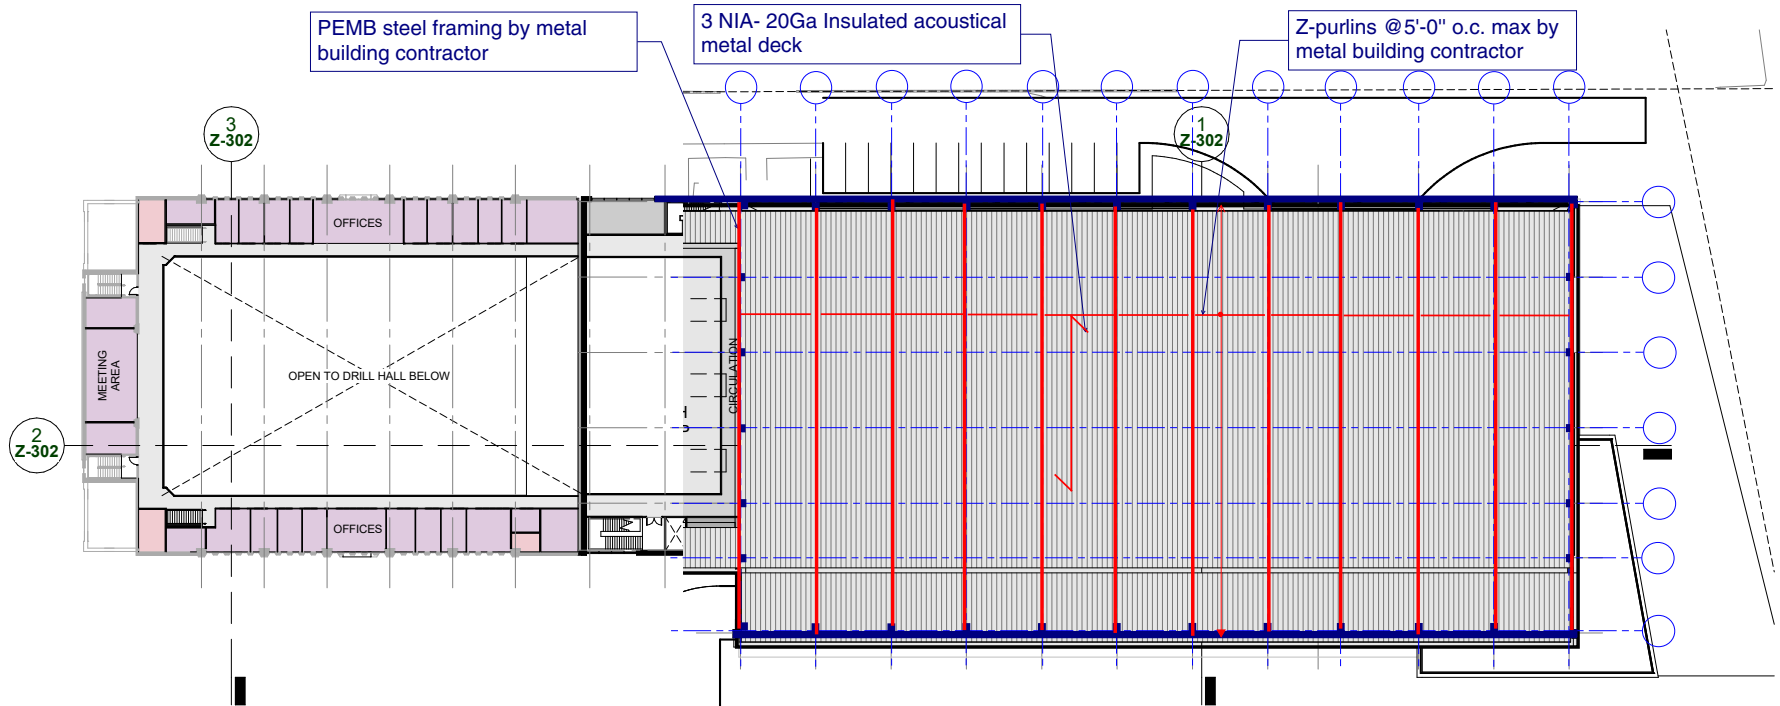 PEMB steel framing by metal
building contractor
3 NIA- 20Ga Insulated acoustical
metal deck
Z-purlins @5'-0" o.c. max by
metal building contractor
3
Z-302
1
Z-302
OFFICES
MEETING
AREA
OPEN TO DRILL HALL BELOW
CIRCULATION
2
Z-302
OFFICES